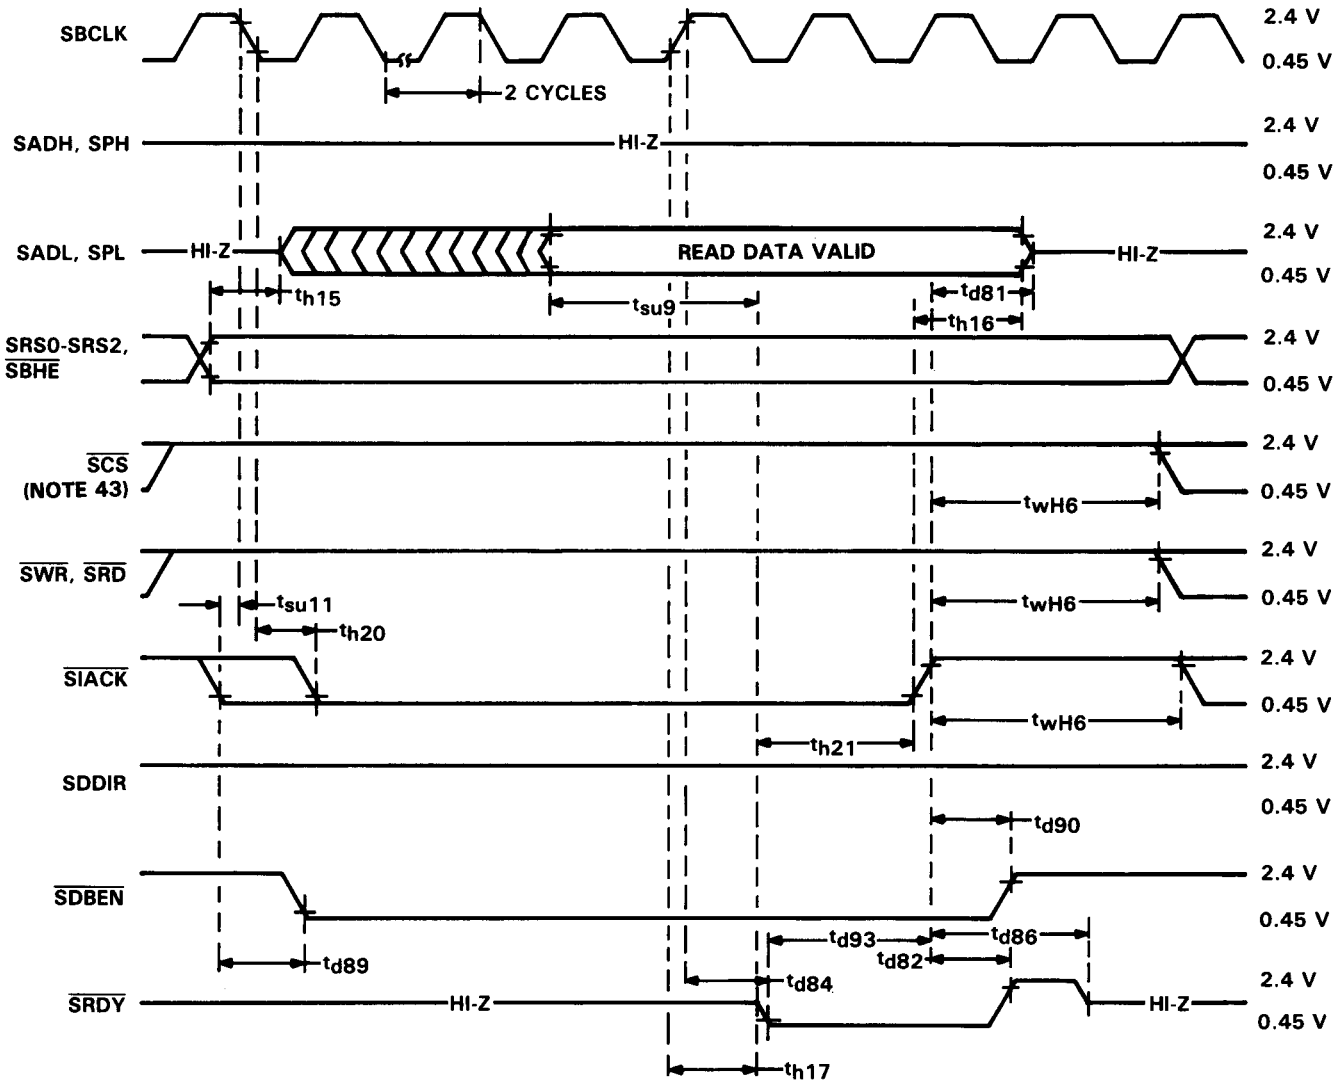 SBCLK
2.4 V
0.45 V
2 CYCLES
SADH, SPH
HI-Z
2.4 V
0.45 V
SADL, SPL
HI-Z
READ DATA VALID
HI-Z
2.4 V
0.45 V
th15
tsu9
td81
th16
SRS0-SRS2,
SBHE
2.4 V
0.45 V
SCS
(NOTE 43)
2.4 V
0.45 V
twH6
SWR, SRD
2.4 V
0.45 V
twH6
tsu11
th20
SIACK
2.4 V
0.45 V
twH6
th21
SDDIR
2.4 V
0.45 V
td90
SDBEN
2.4 V
0.45 V
td93
td86
td89
td82
td84
SRDY
HI-Z
HI-Z
2.4 V
0.45 V
th17